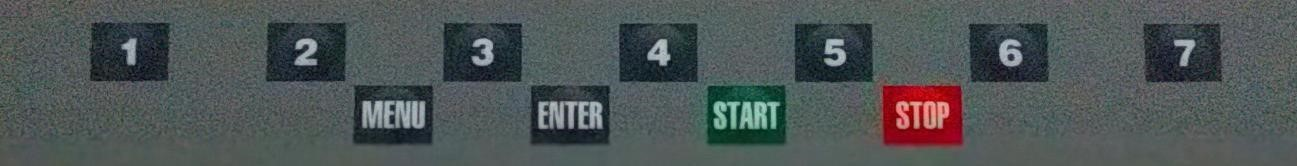 1 2 3 4 5 6 7
MENU ENTER START STOP